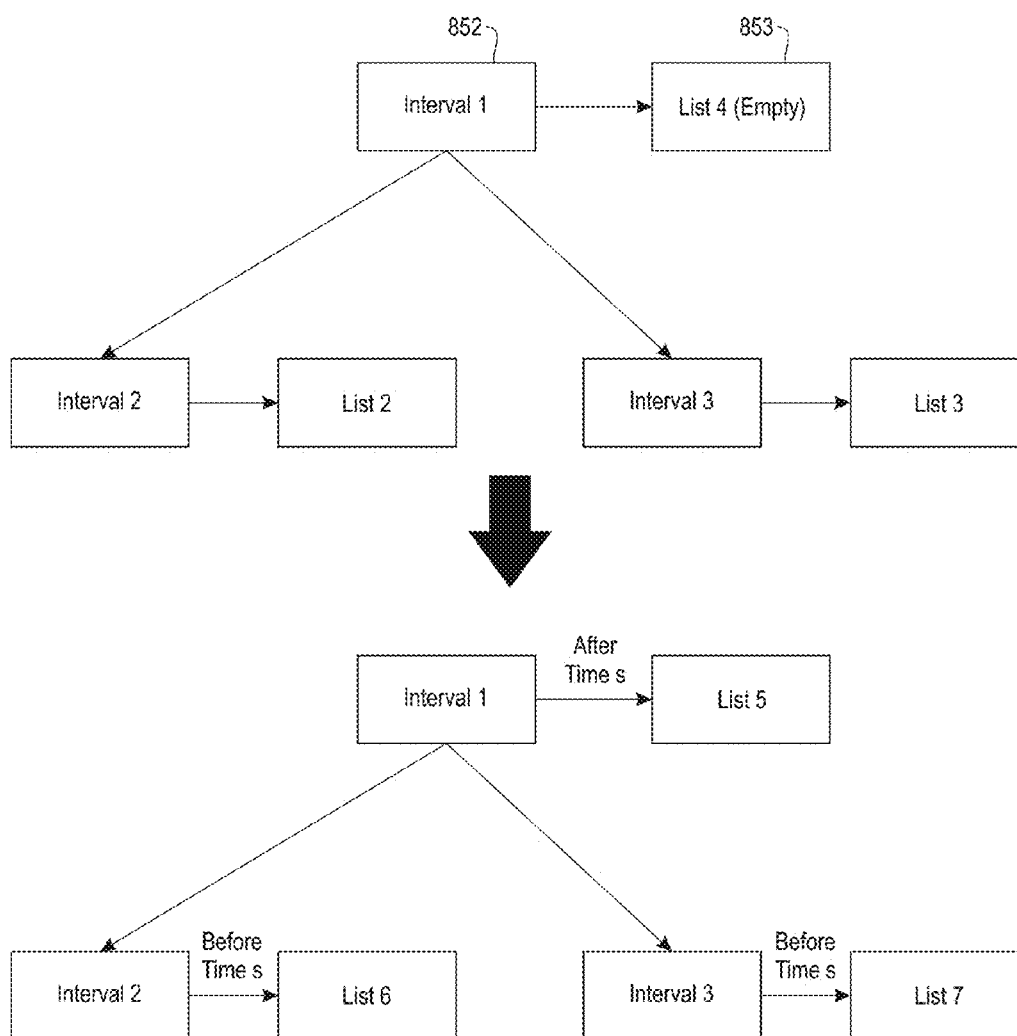 852
853
Interval 1
List 4 (Empty)
Interval 2
List 2
Interval 3
List 3
After
Time s
Interval 1
List 5
Before
Time s
Before
Time s
Interval 2
List 6
Interval 3
List 7